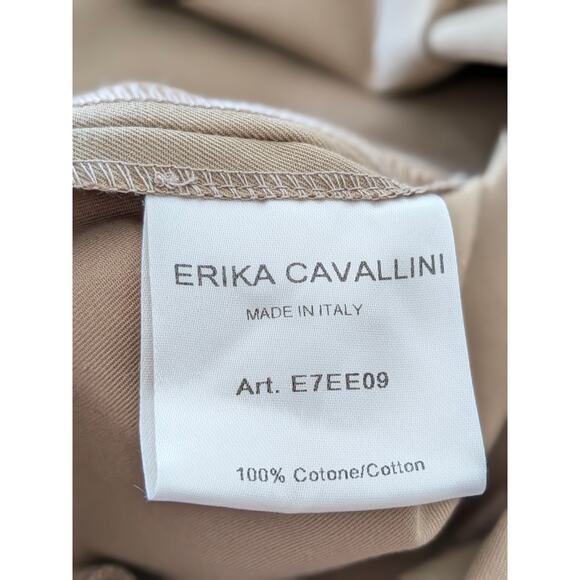 ERIKA CAVALLINI
MADE IN ITALY
Art. E7EE09
100% Cotone/Cotton